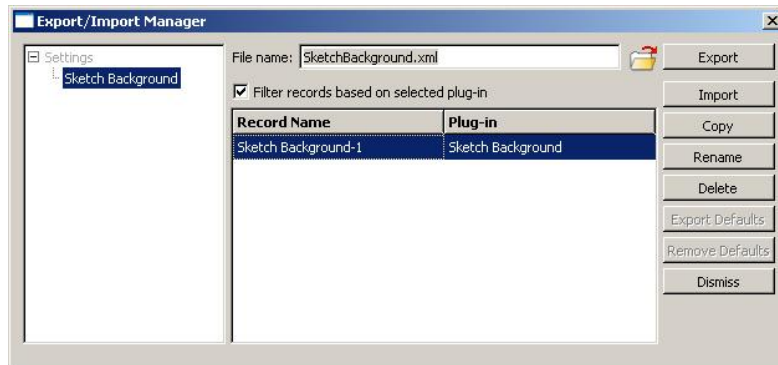 Export/Import Manager
Settings
Sketch Background
File name: SketchBackground.xml
Filter records based on selected plug-in
Record Name Plug-in
Sketch Background-1 Sketch Background
Export
Import
Copy
Rename
Delete
Export Defaults
Remove Defaults
Dismiss